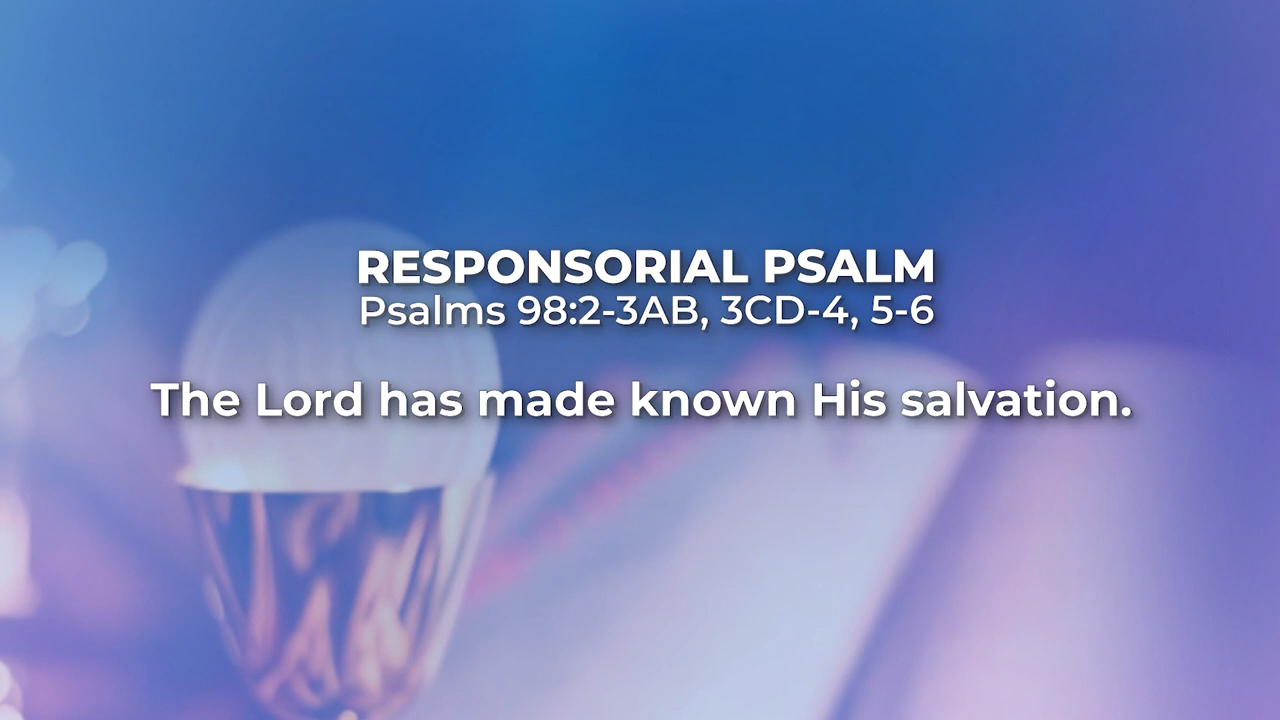 RESPONSORIAL PSALM
Psalms 98:2-3AB, 3CD-4, 5-6
The Lord has made known His salvation.